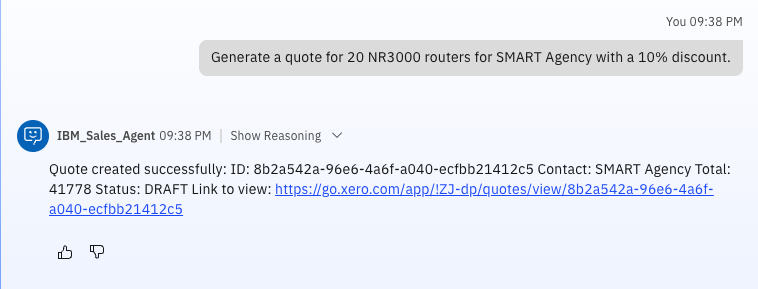 You 09:38 PM
Generate a quote for 20 NR3000 routers for SMART Agency with a 10% discount.
IBM_Sales_Agent 09:38 PM | Show Reasoning
Quote created successfully: ID: 8b2a542a-96e6-4a6f-a040-ecfbb21412c5 Contact: SMART Agency Total:
41778 Status: DRAFT Link to view: https://go.xero.com/app/!ZJ-dp/quotes/view/8b2a542a-96e6-4a6f-
a040-ecfbb21412c5